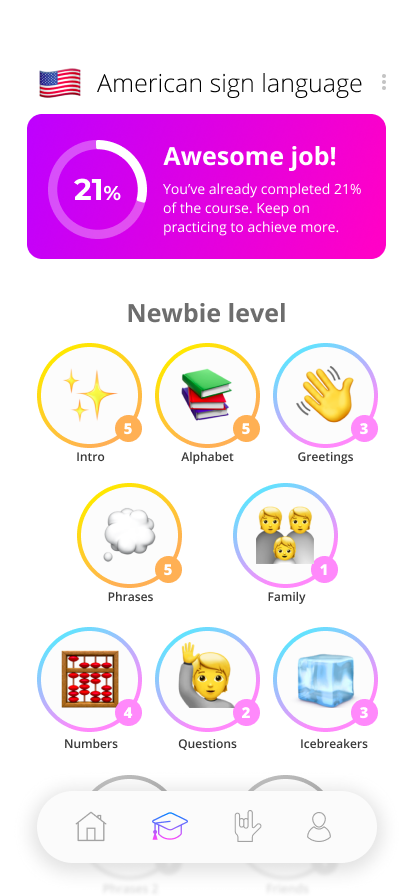 American sign language
21%
Awesome job!
You've already completed 21%
of the course. Keep on
practicing to achieve more.
Newbie level
5
5
3
Intro
Alphabet
Greetings
5
1
Phrases
Family
4
2
3
Numbers
Questions
Icebreakers
Phrases 2
Friends